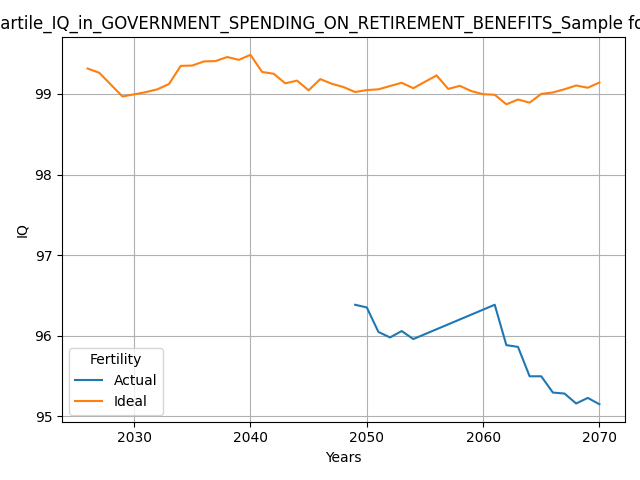 artile_IQ_in_GOVERNMENT_SPENDING_ON_RETIREMENT_BENEFITS_Sample fo
99
98
97
96
95
IQ
Fertility
Actual
Ideal
2030 2040 2050 2060 2070
Years